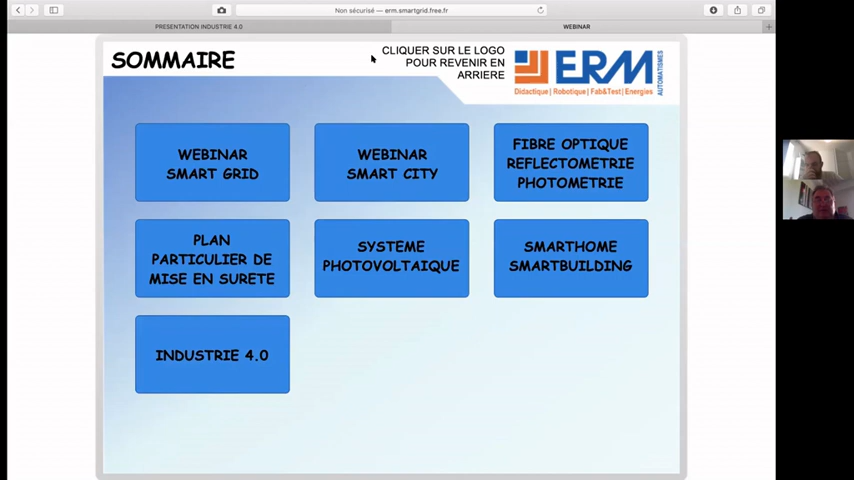 Non sécurisé — erm.smartgrid.free.fr
PRESENTATION INDUSTRIE 4.0
WEBINAR
SOMMAIRE
CLIQUER SUR LE LOGO
POUR REVENIR EN
ARRIERE
ERM
AUTOMATISMES
Didactique| Robotique | Fab&Test| Energies
WEBINAR
SMART GRID
WEBINAR
SMART CITY
FIBRE OPTIQUE
REFLECTOMETRIE
PHOTOMETRIE
PLAN
PARTICULIER DE
MISE EN SURETE
SYSTEME
PHOTOVOLTAIQUE
SMARTHOME
SMARTBUILDING
INDUSTRIE 4.0